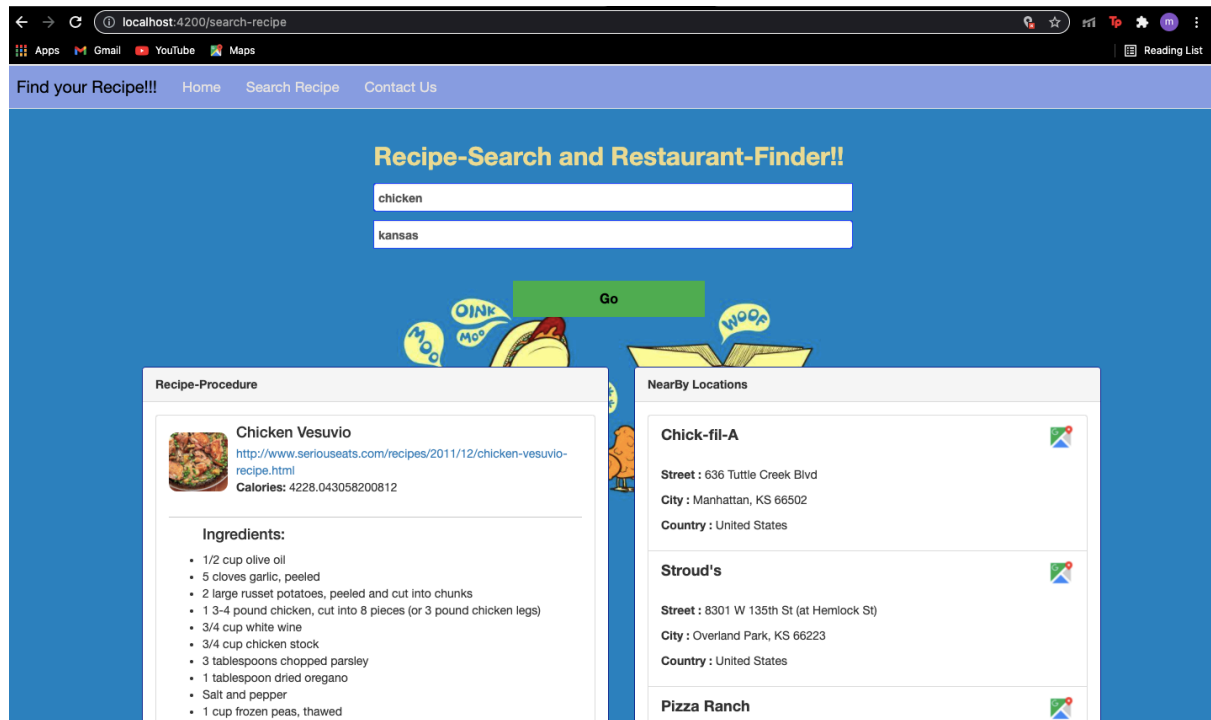 localhost:4200/search-recipe
Tp
m
Apps Gmail YouTube Maps
Reading List
Find your Recipe!!! Home Search Recipe Contact Us
Recipe-Search and Restaurant-Finder!!
chicken
kansas
Go
OINK
MOO
MOO
WOOF
Recipe-Procedure
Chicken Vesuvio
http://www.seriouseats.com/recipes/2011/12/chicken-vesuvio-
recipe.html
Calories: 4228.043058200812
Ingredients:
• 1/2 cup olive oil
• 5 cloves garlic, peeled
• 2 large russet potatoes, peeled and cut into chunks
• 1 3-4 pound chicken, cut into 8 pieces (or 3 pound chicken legs)
• 3/4 cup white wine
• 3/4 cup chicken stock
• 3 tablespoons chopped parsley
• 1 tablespoon dried oregano
• Salt and pepper
• 1 cup frozen peas, thawed
NearBy Locations
Chick-fil-A
Street : 636 Tuttle Creek Blvd
City : Manhattan, KS 66502
Country : United States
Stroud's
Street : 8301 W 135th St (at Hemlock St)
City : Overland Park, KS 66223
Country : United States
Pizza Ranch